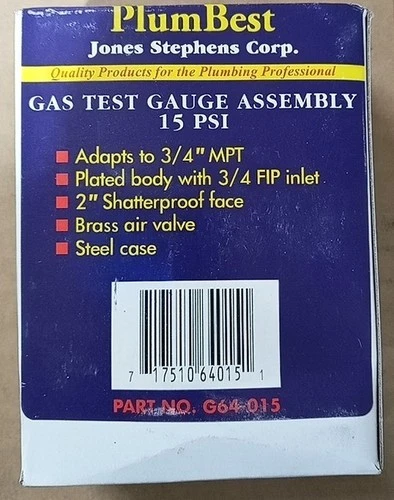 PlumBest
Jones Stephens Corp.
Quality Products for the Plumbing Professional
GAS TEST GAUGE ASSEMBLY
15 PSI
Adapts to 3/4" MPT
Plated body with 3/4 FIP inlet
2" Shatterproof face
Brass air valve
Steel case
7 17510 64015 1
PART NO. G64-015